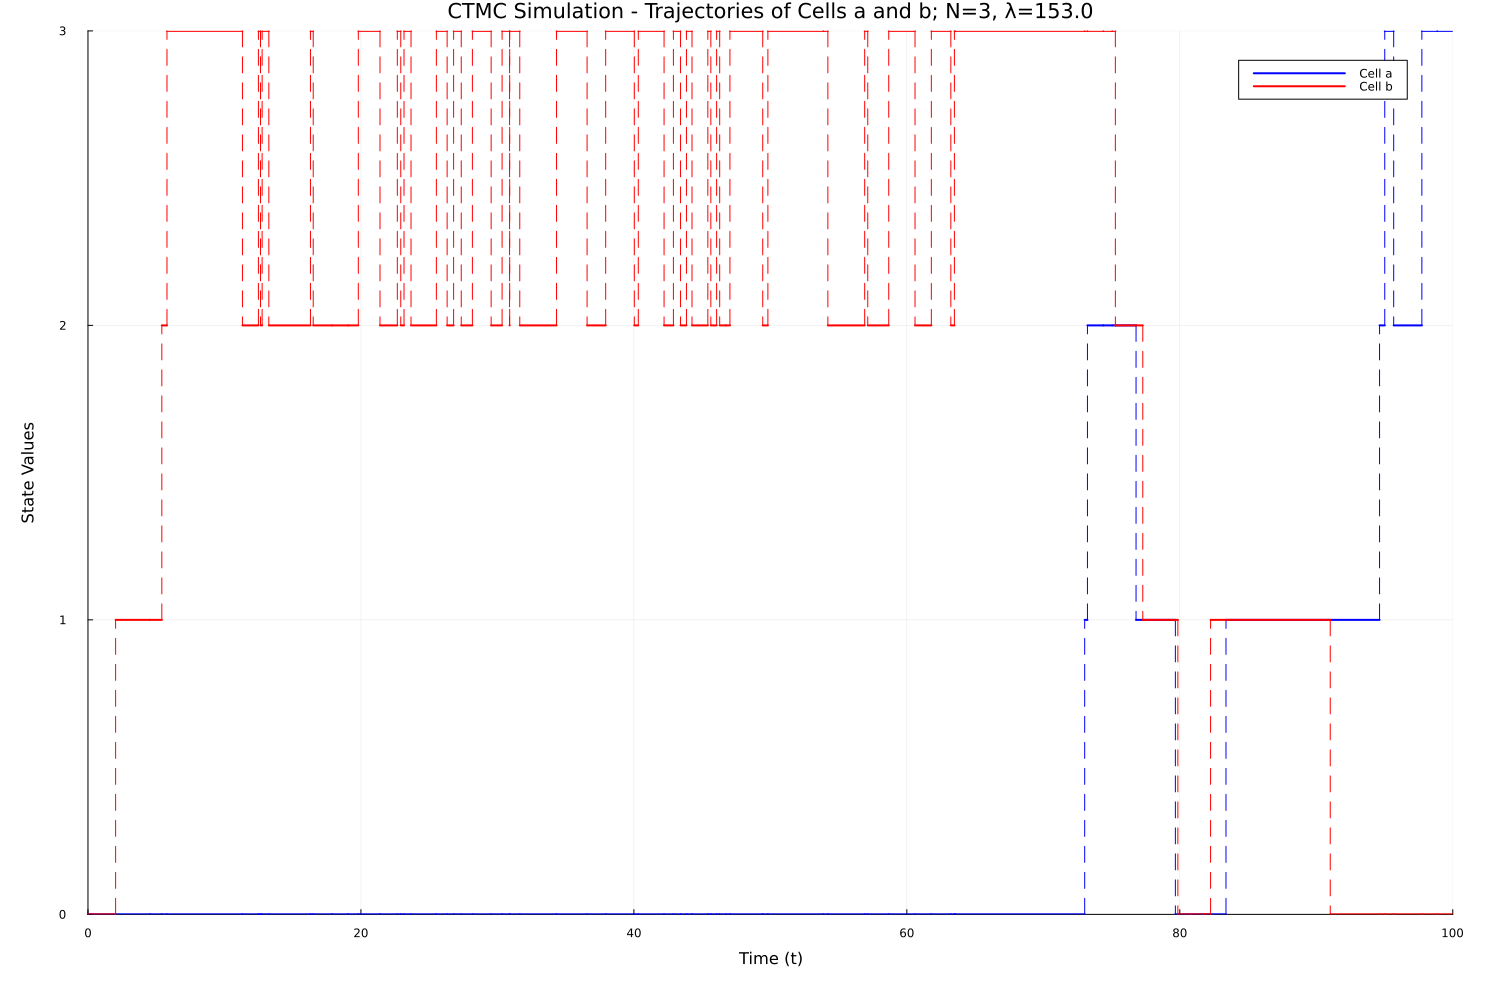 CTMC Simulation - Trajectories of Cells a and b; N=3, λ=153.0
3
Cell a
Cell b
2
State Values
1
0
0 20 40 60 80 100
Time (t)